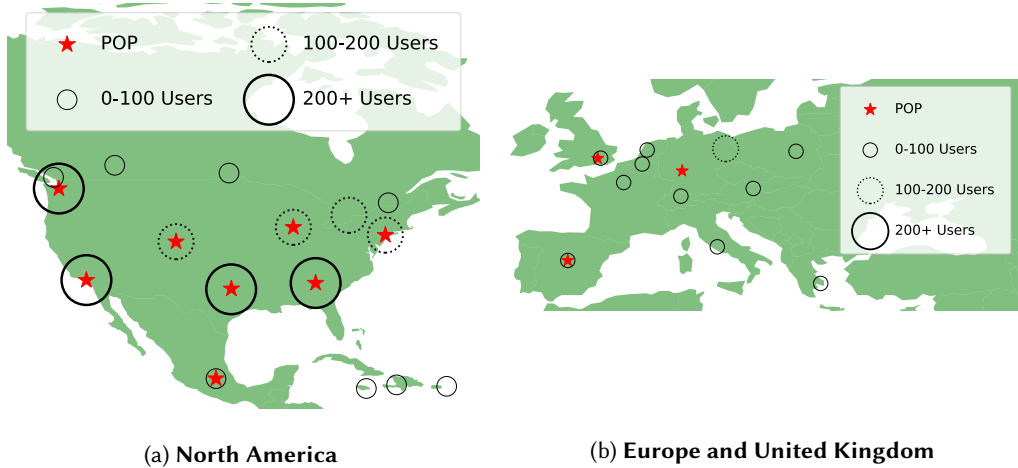 POP
100-200 Users
0-100 Users
200+ Users
POP
0-100 Users
100-200 Users
200+ Users
(a) North America
(b) Europe and United Kingdom